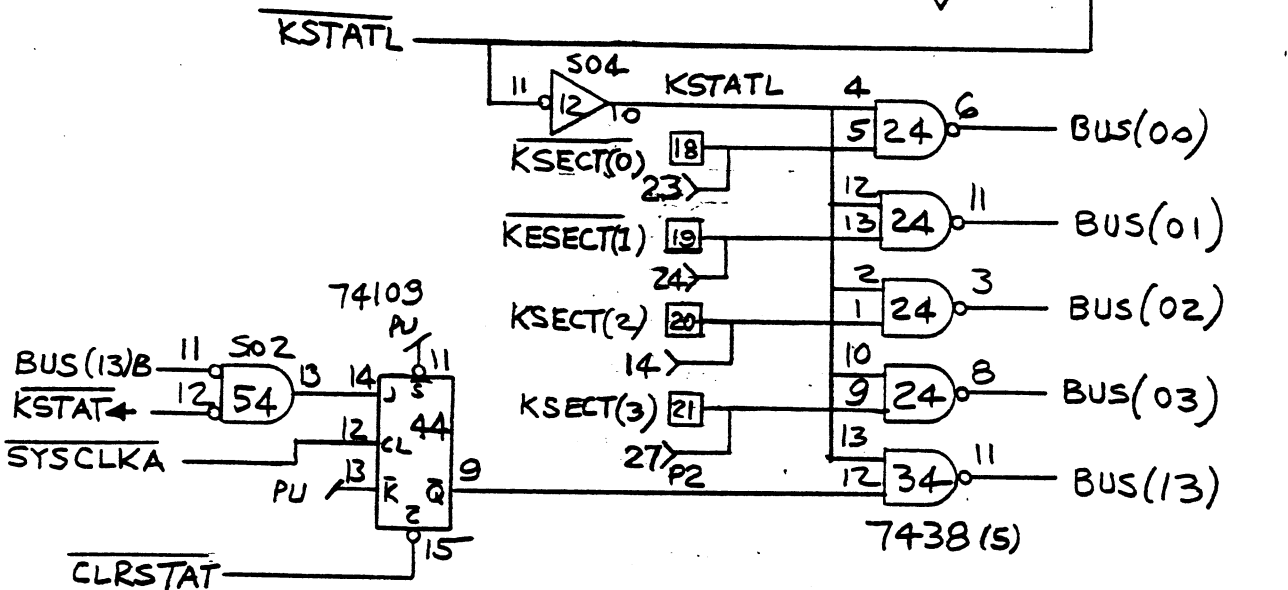 KSTATL
S04
11 12 10 KSTATL 4 5 24 6 BUS(00)
KSECT(0) 18
23
12 13 24 11 BUS(01)
KESECT(1) 19
24
2 1 24 3 BUS(02)
KSECT(2) 20
14
10 9 24 8 BUS(03)
KSECT(3) 21
27 P2
13 12 34 11 BUS(13)
7438 (5)
74109
PU
11
BUS(13)B 11 S02
KSTAT 12 54 13 14 J S
44
SYSCLKA 12 CL
PU 13 K Q 9
Z
15
CLRSTAT